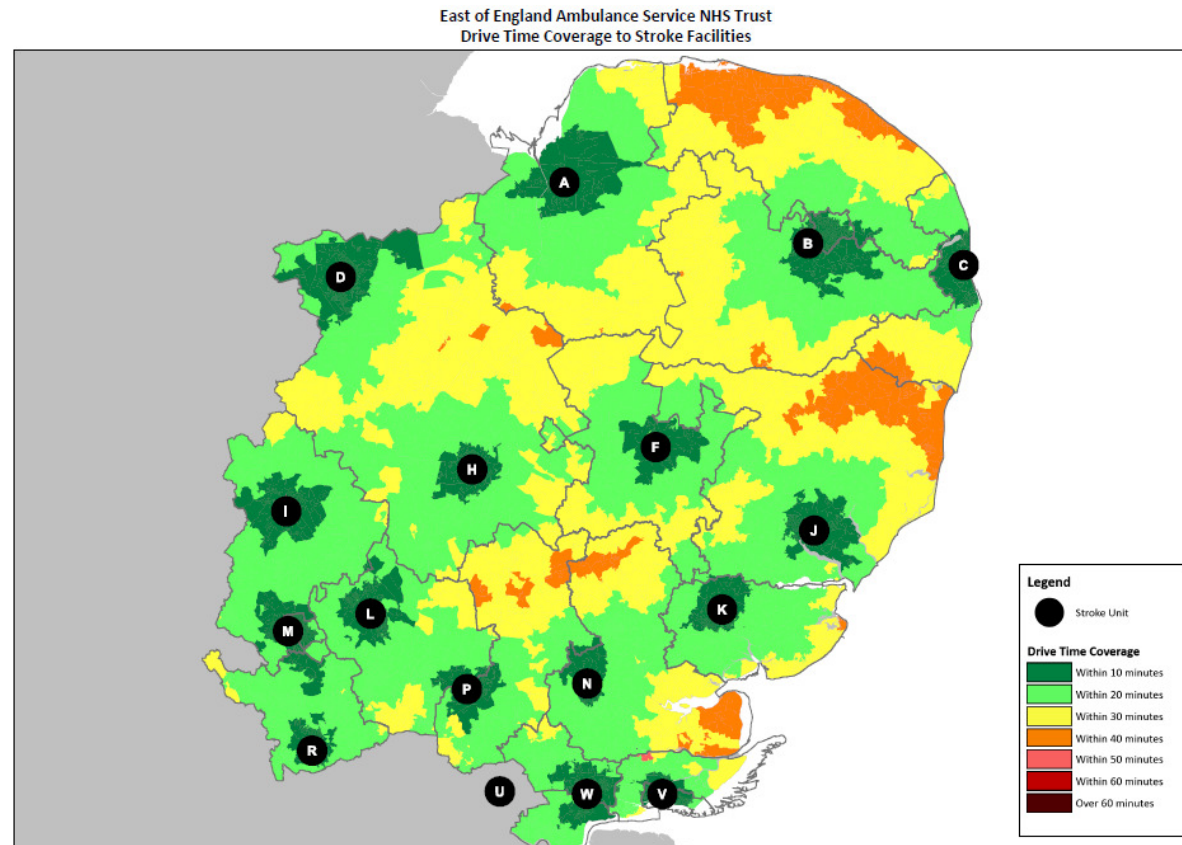 East of England Ambulance Service NHS Trust
Drive Time Coverage to Stroke Facilities
A
B
C
D
F
H
I
J
K
L
M
N
P
R
U
W
V
Legend
Stroke Unit
Drive Time Coverage
Within 10 minutes
Within 20 minutes
Within 30 minutes
Within 40 minutes
Within 50 minutes
Within 60 minutes
Over 60 minutes